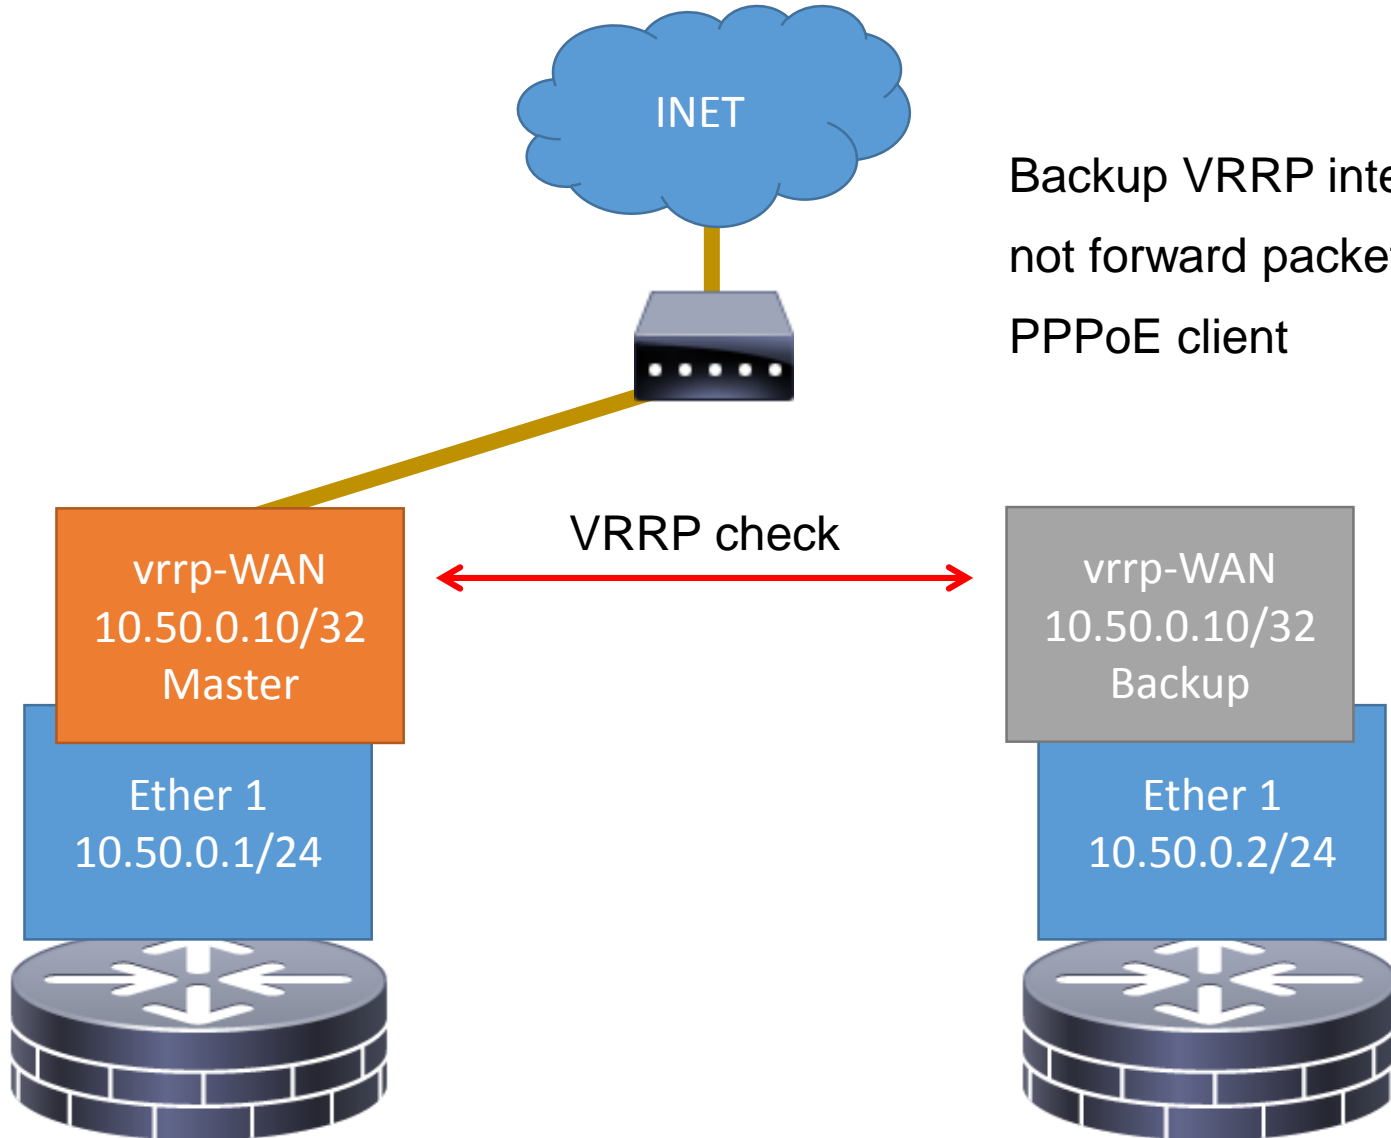 INET
Backup VRRP
not forward
PPPoE client
VRRP check
vrrp-WAN
10.50.0.10/32
Master
vrrp-WAN
10.50.0.10/32
Backup
Ether 1
10.50.0.1/24
Ether 1
10.50.0.2/24